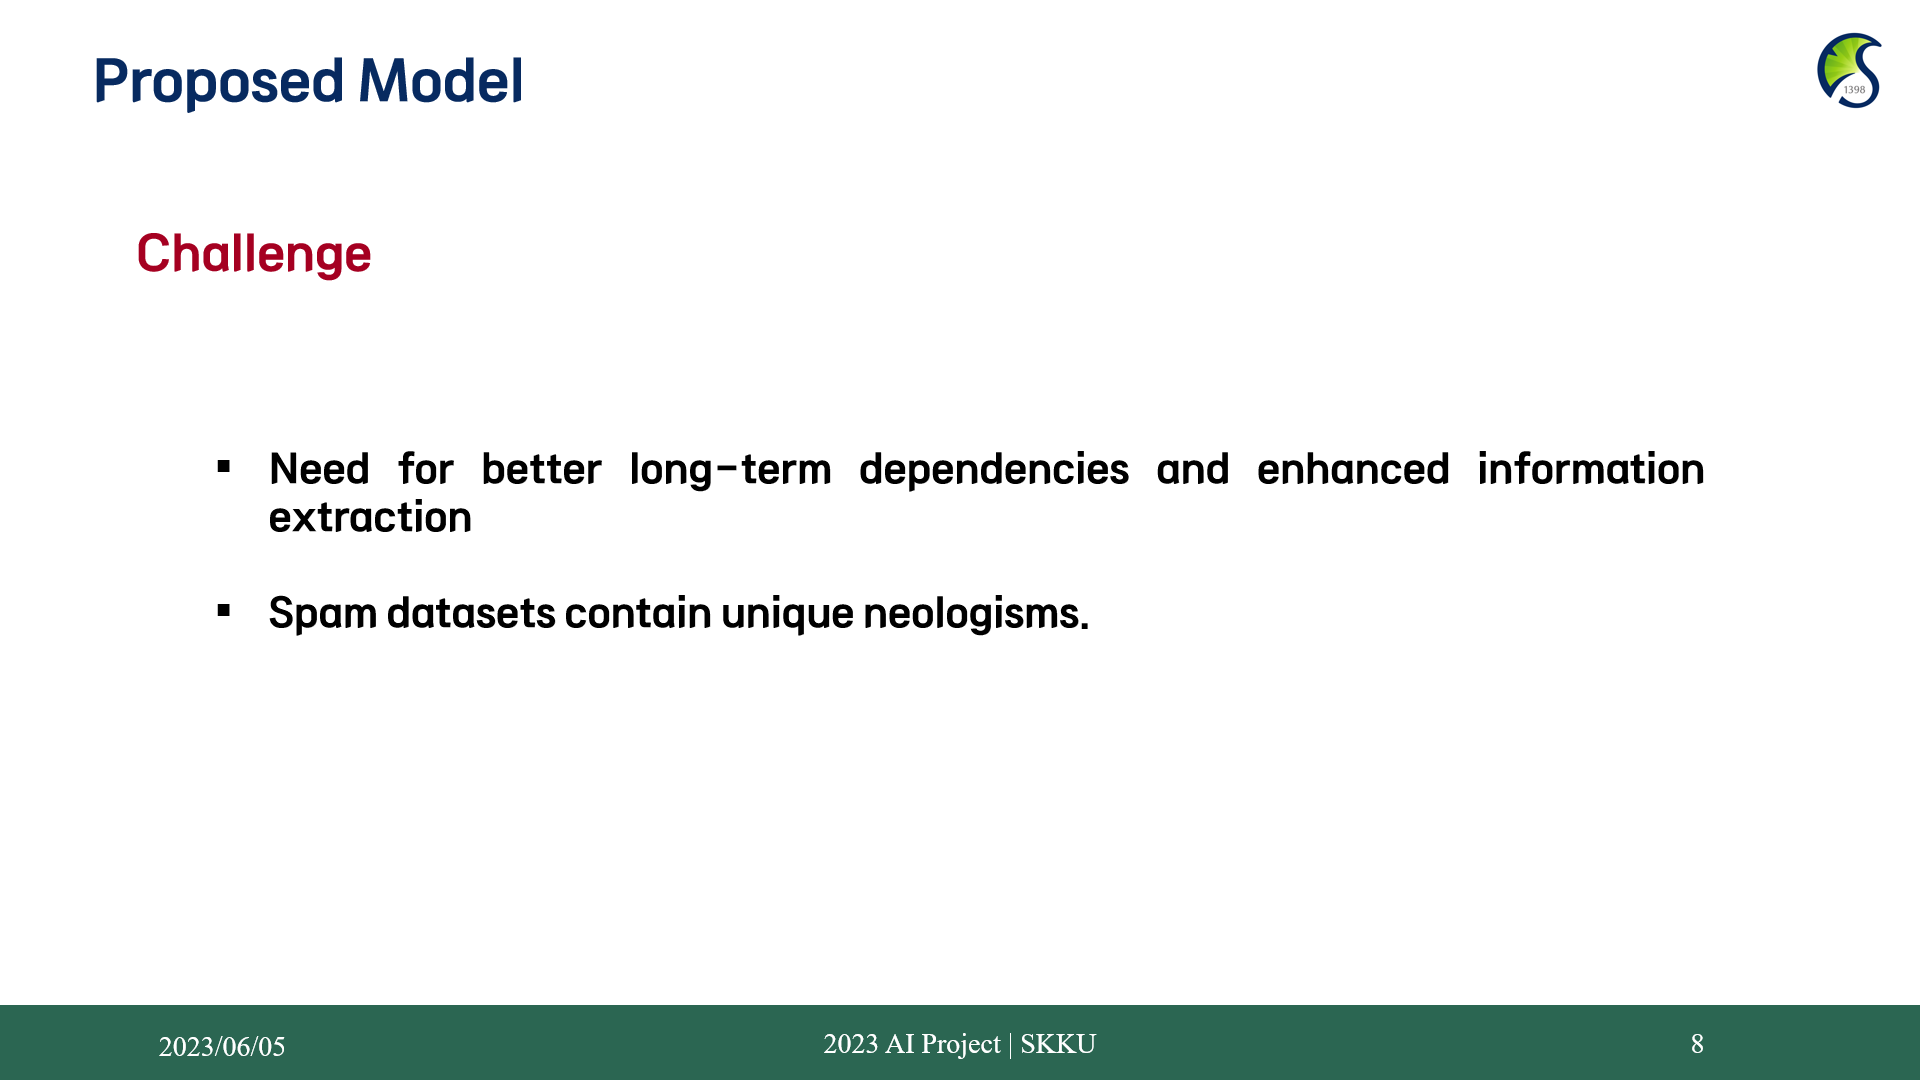 Proposed Model
1398
Challenge
▪ Need for better long-term dependencies and enhanced information
extraction
▪ Spam datasets contain unique neologisms.
2023/06/05
2023 AI Project | SKKU
8